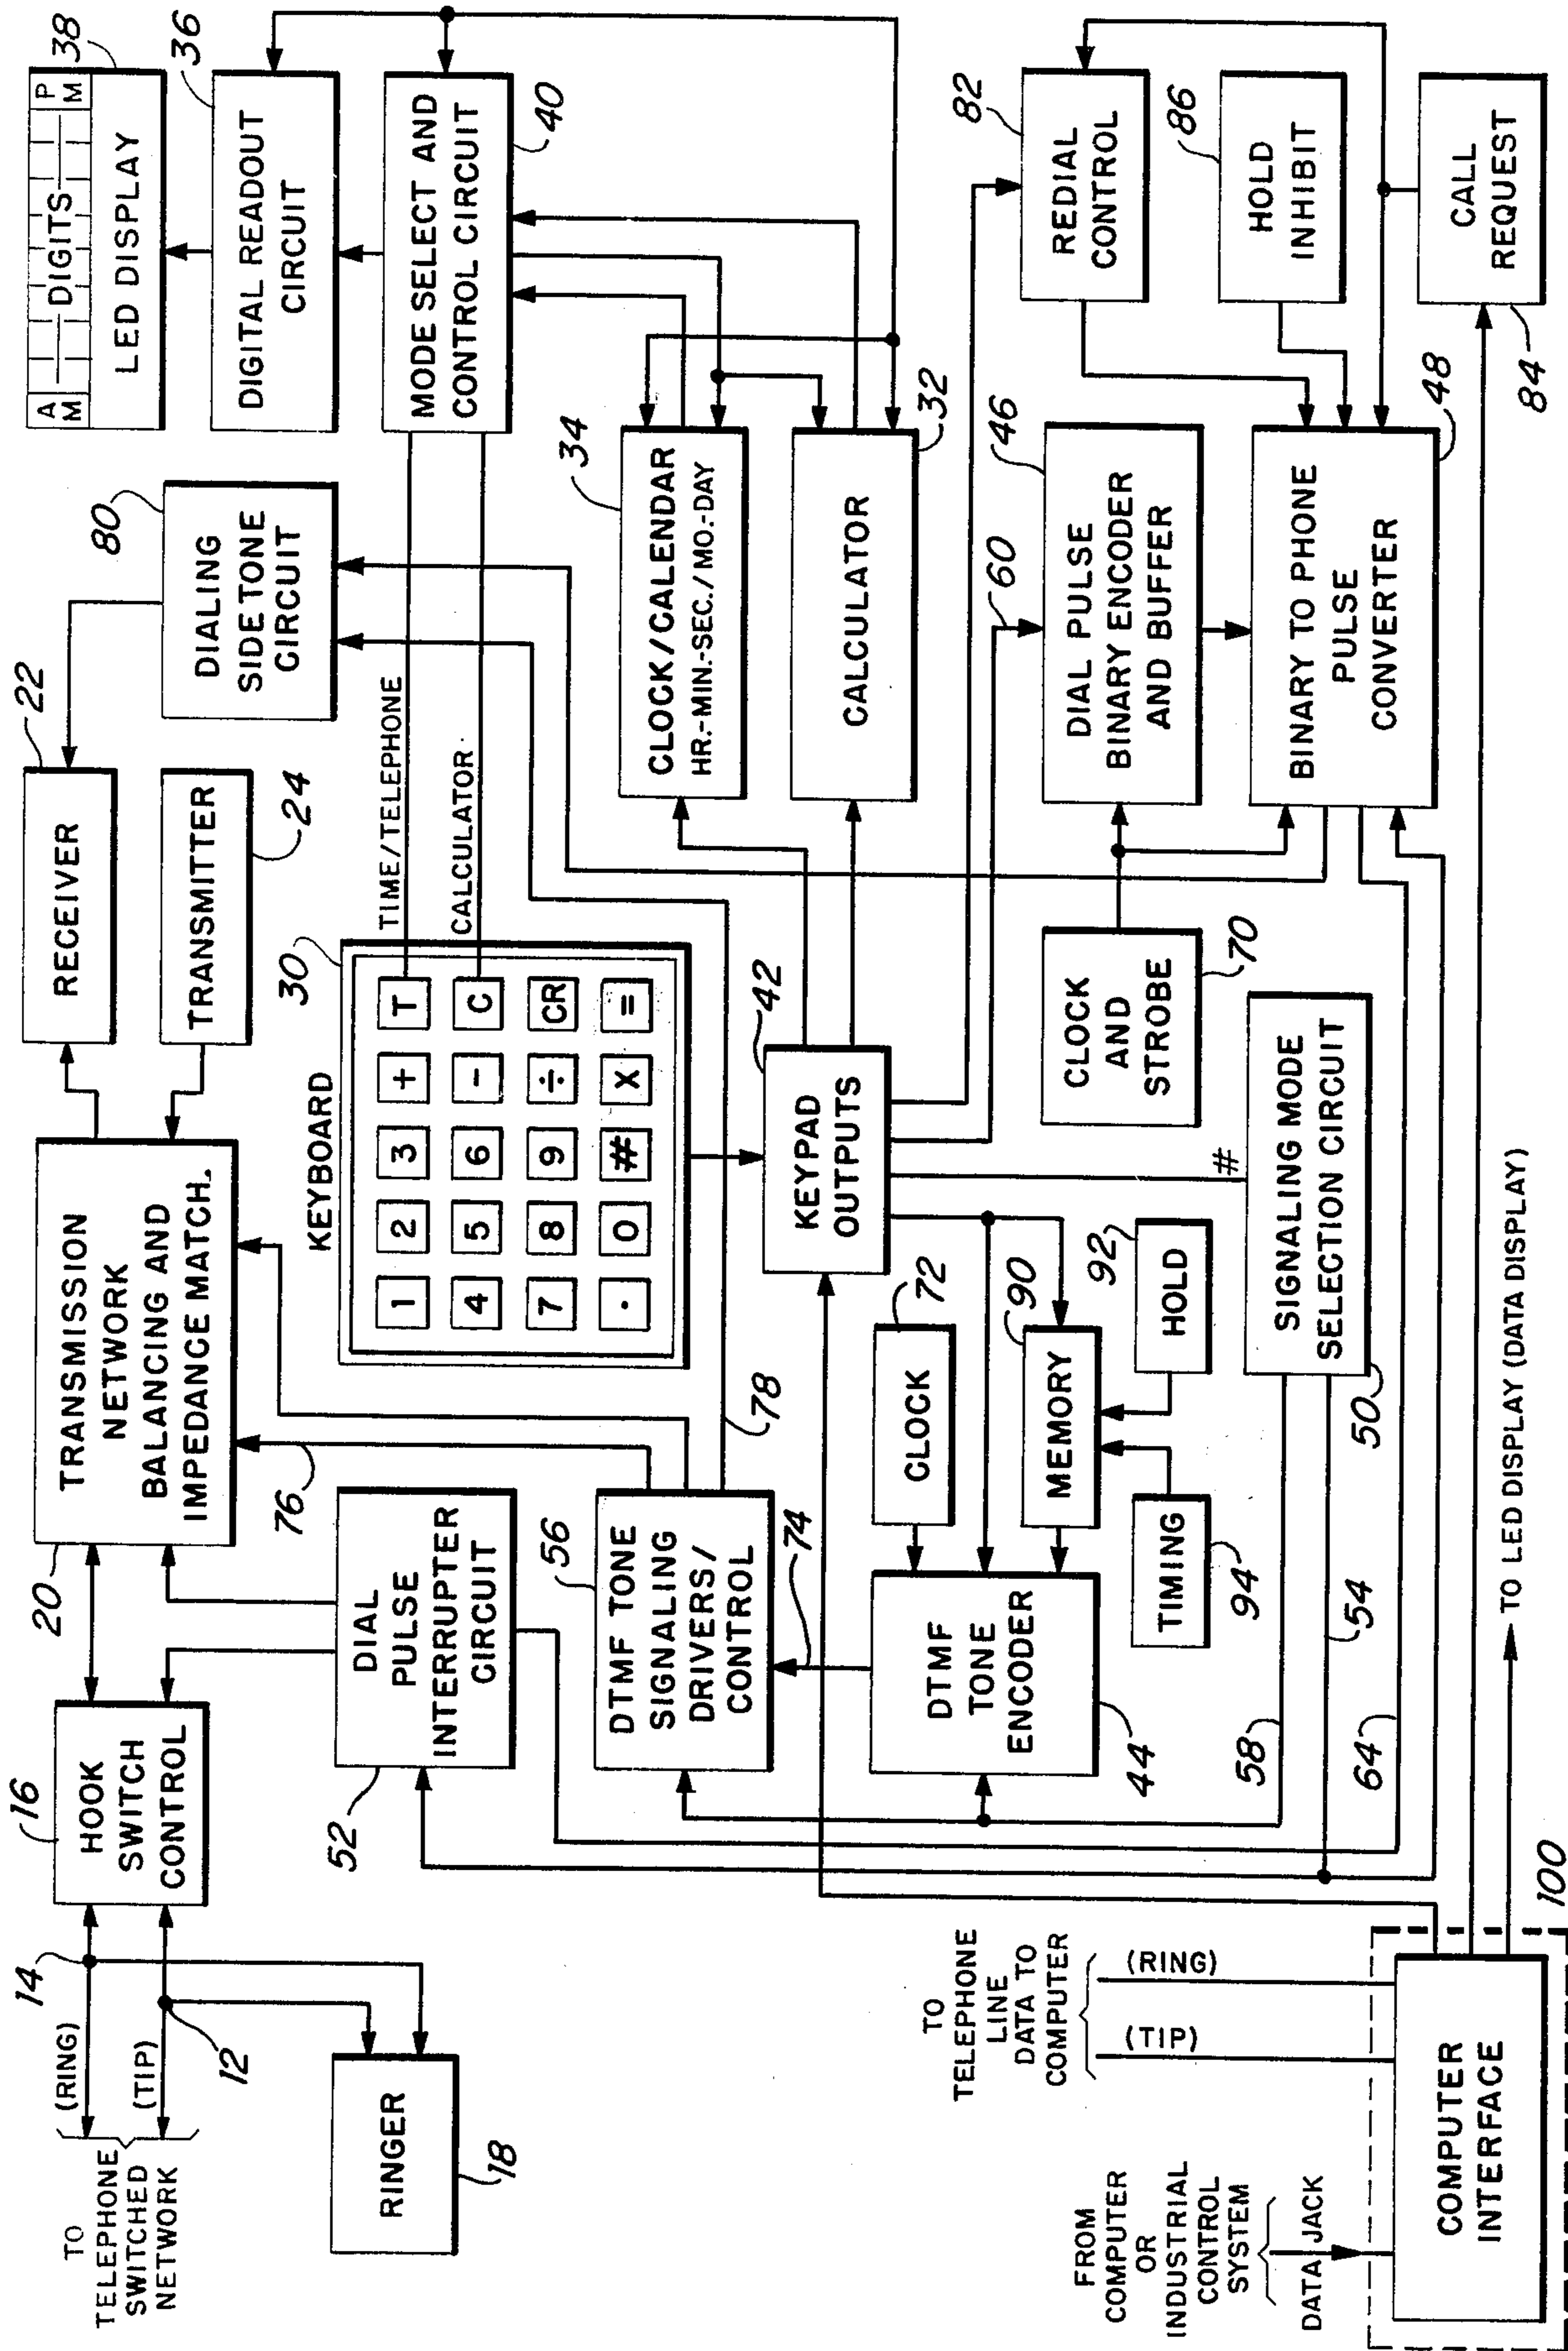 TO
TELEPHONE
SWITCHED
NETWORK
(RING)
(TIP)
14
12
16
HOOK
SWITCH
CONTROL
RINGER
18
20
TRANSMISSION
NETWORK
BALANCING AND
IMPEDANCE MATCH.
76
22
RECEIVER
TRANSMITTER
24
80
DIALING
SIDE TONE
CIRCUIT
A
M
DIGITS
P
M
LED DISPLAY
38
36
DIGITAL READOUT
CIRCUIT
MODE SELECT AND
CONTROL CIRCUIT
40
TIME/TELEPHONE
CALCULATOR
52
DIAL
PULSE
INTERRUPTER
CIRCUIT
KEYBOARD
30
1 2 3 + T
4 5 6 - C
7 8 9 ÷ CR
. 0 # X =
56
DTMF TONE
SIGNALING
DRIVERS/
CONTROL
78
74
34
CLOCK/CALENDAR
HR.-MIN.-SEC./MO.-DAY
CALCULATOR
32
42
KEYPAD
OUTPUTS
DTMF
TONE
ENCODER
44
72
CLOCK
90
MEMORY
92
HOLD
TIMING
94
#
60
46
DIAL PULSE
BINARY ENCODER
AND BUFFER
CLOCK
AND
STROBE
70
82
REDIAL
CONTROL
86
HOLD
INHIBIT
BINARY TO PHONE
PULSE
CONVERTER
48
CALL
REQUEST
84
SIGNALING MODE
SELECTION CIRCUIT
50
58
54
64
TO
TELEPHONE
LINE
DATA TO
COMPUTER
(TIP)
(RING)
FROM
COMPUTER
OR
INDUSTRIAL
CONTROL
SYSTEM
DATA JACK
COMPUTER
INTERFACE
100
TO LED DISPLAY (DATA DISPLAY)